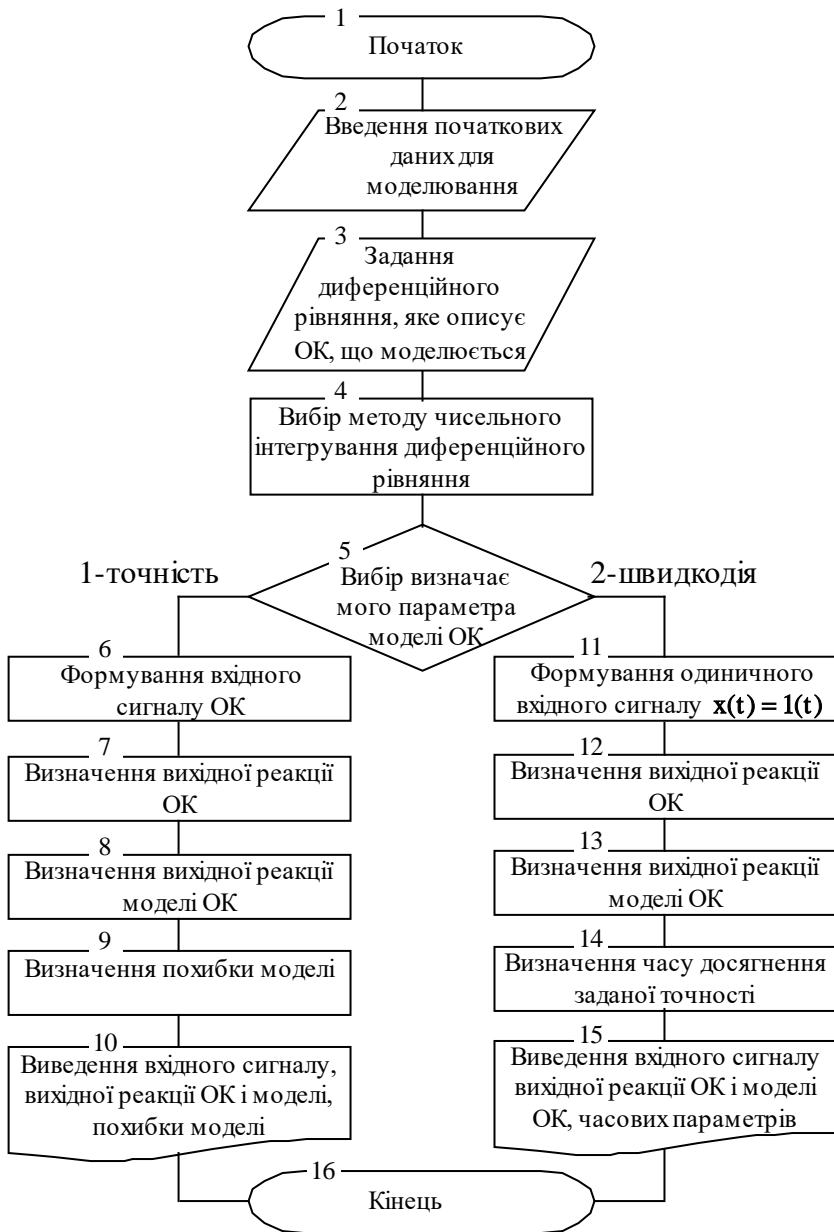 1
Початок
2
Введення початкових
даних для
моделювання
3
Задання
диференційного
рівняння, яке описує
ОК, що моделюється
4
Вибір методу чисельного
інтегрування диференційного
рівняння
5
Вибір визначає
мого параметра
моделі ОК
1-точність
2-швидкодія
6
Формування вхідного
сигналу ОК
7
Визначення вихідної реакції
ОК
8
Визначення вихідної реакції
моделі ОК
9
Визначення похибки моделі
10
Виведення вхідного сигналу,
вихідної реакції ОК і моделі,
похибки моделі
11
Формування одиничного
вхідного сигналу x(t) = 1(t)
12
Визначення вихідної реакції
ОК
13
Визначення вихідної реакції
моделі ОК
14
Визначення часу досягнення
заданої точності
15
Виведення вхідного сигналу
вихідної реакції ОК і моделі
ОК, часових параметрів
16
Кінець